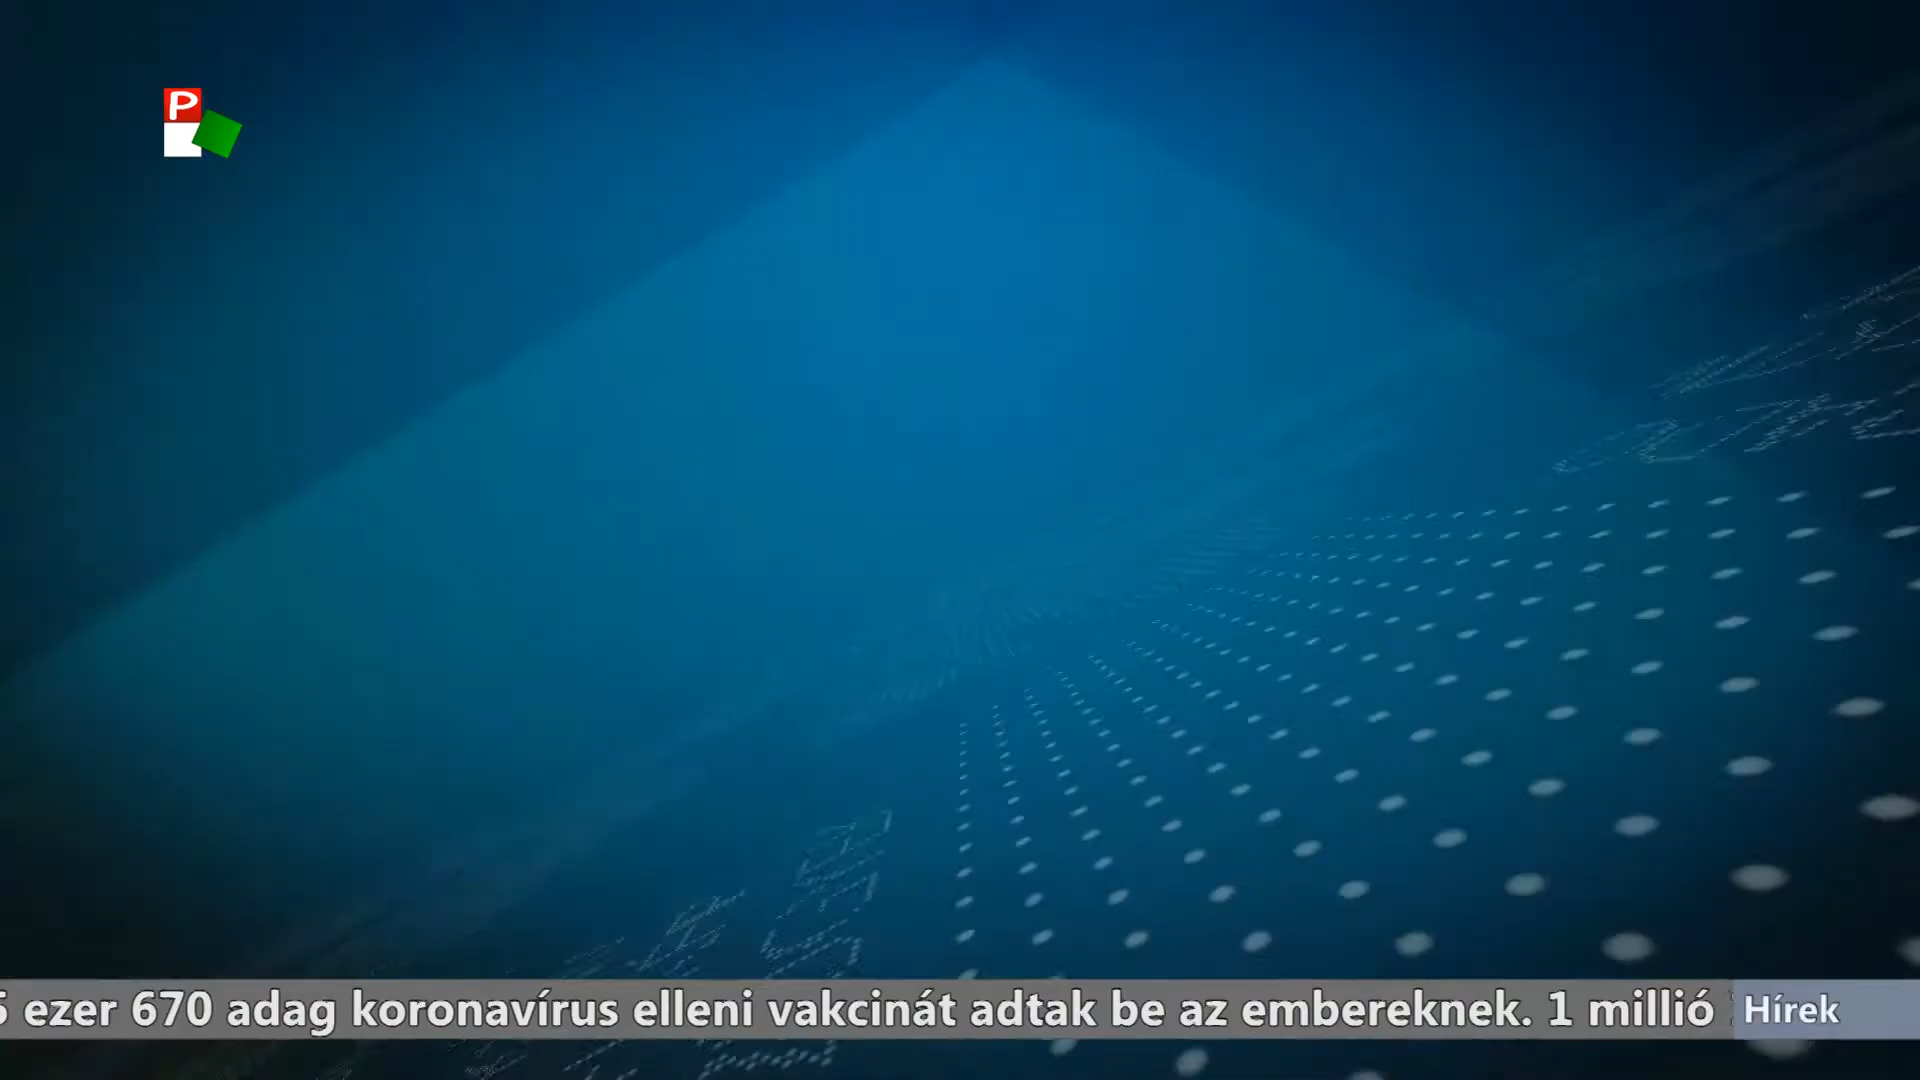 P
ezer 670 adag koronavírus elleni vakcinát adtak be az embereknek. 1 millió
Hírek